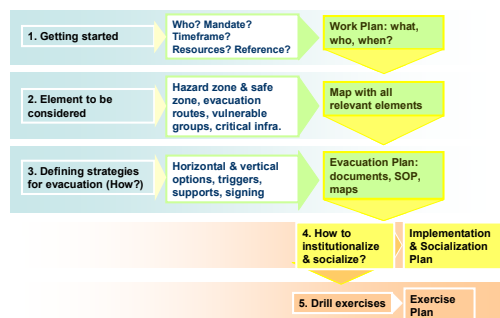 1. Getting started
Who? Mandate?
Timeframe?
Resources? Reference?
Work Plan: what,
who, when?
2. Element to be
considered
Hazard zone & safe
zone, evacuation
routes, vulnerable
groups, critical infra.
Map with all
relevant elements
3. Defining strategies
for evacuation (How?)
Horizontal & vertical
options, triggers,
supports, signing
Evacuation Plan:
documents, SOP,
maps
4. How to
institutionalize
& socialize?
Implementation
& Socialization
Plan
5. Drill exercises
Exercise
Plan